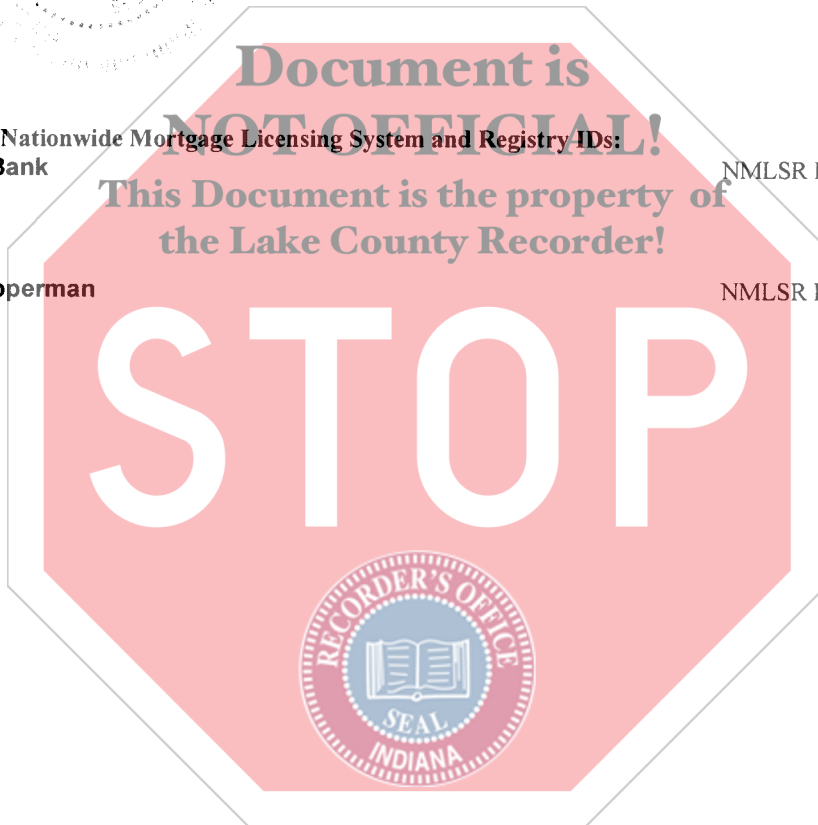 Document is
NOT OFFICIAL!
Nationwide Mortgage Licensing System and Registry IDs:
Bank NMLSR
This Document is the property of
the Lake County Recorder!
perman NMLSR
STOP
RECORDER'S OFFICE
SEAL
INDIANA